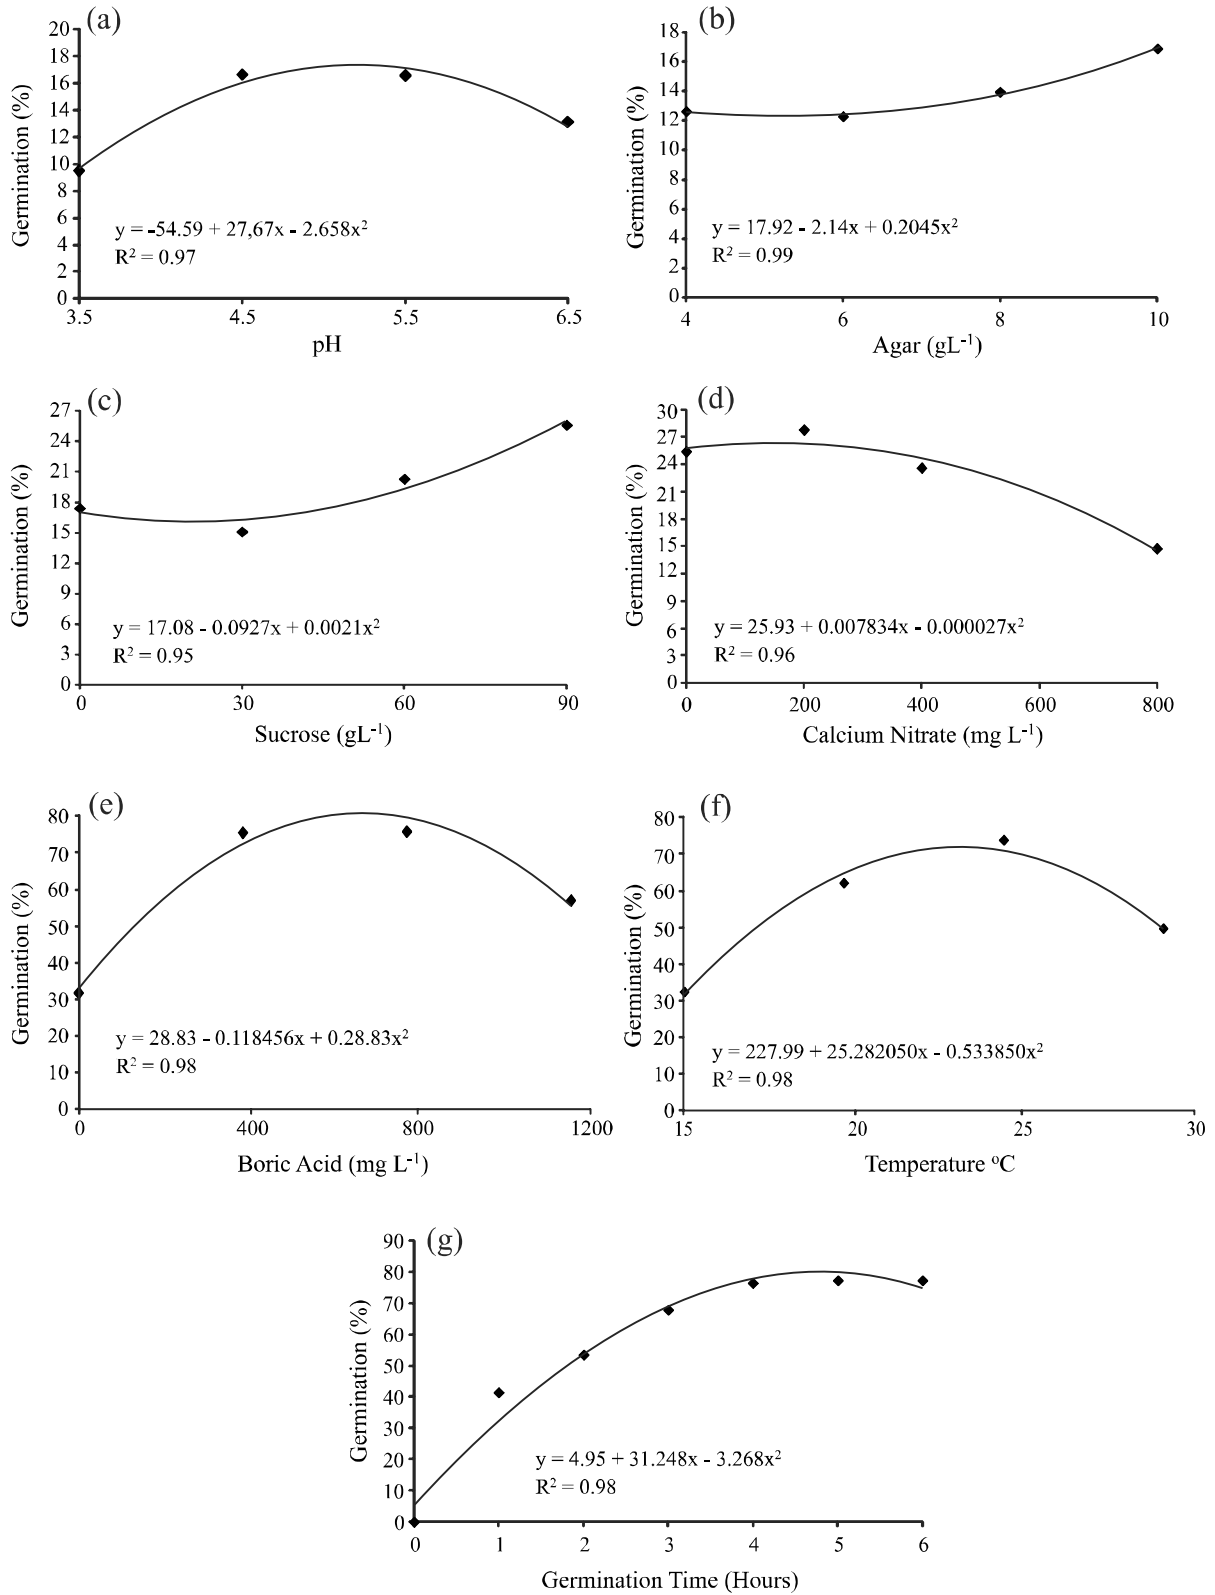 (a)
20
18
16
14
12
10
8
6
4
2
0
Germination (%)
y = -54.59 + 27,67x - 2.658x²
R² = 0.97
3.5 4.5 5.5 6.5
pH
(b)
18
16
14
12
10
8
6
4
2
0
Germination (%)
y = 17.92 - 2.14x + 0.2045x²
R² = 0.99
4 6 8 10
Agar (gL⁻¹)
(c)
27
24
21
18
15
12
9
6
3
0
Germination (%)
y = 17.08 - 0.0927x + 0.0021x²
R² = 0.95
0 30 60 90
Sucrose (gL⁻¹)
(d)
30
27
24
21
18
15
12
9
6
3
0
Germination (%)
y = 25.93 + 0.007834x - 0.000027x²
R² = 0.96
0 200 400 600 800
Calcium Nitrate (mg L⁻¹)
(e)
80
70
60
50
40
30
20
10
0
Germination (%)
y = 28.83 - 0.118456x + 0.28.83x²
R² = 0.98
0 400 800 1200
Boric Acid (mg L⁻¹)
(f)
80
70
60
50
40
30
20
10
0
Germination (%)
y = 227.99 + 25.282050x - 0.533850x²
R² = 0.98
15 20 25 30
Temperature ºC
(g)
90
80
70
60
50
40
30
20
10
0
Germination (%)
y = 4.95 + 31.248x - 3.268x²
R² = 0.98
0 1 2 3 4 5 6
Germination Time (Hours)